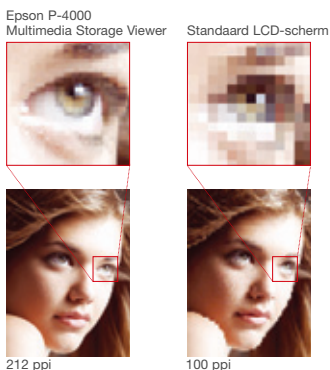 Epson P-4000
Multimedia Storage Viewer
Standaard LCD-scherm
212 ppi
100 ppi